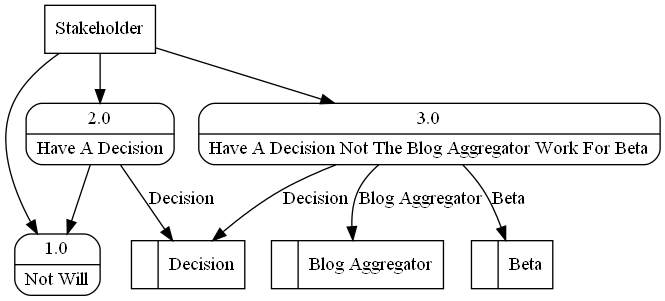 Stakeholder
2.0
Have A Decision
3.0
Have A Decision Not The Blog Aggregator Work For Beta
Decision
Decision
Blog Aggregator
Beta
1.0
Not Will
Decision
Blog Aggregator
Beta